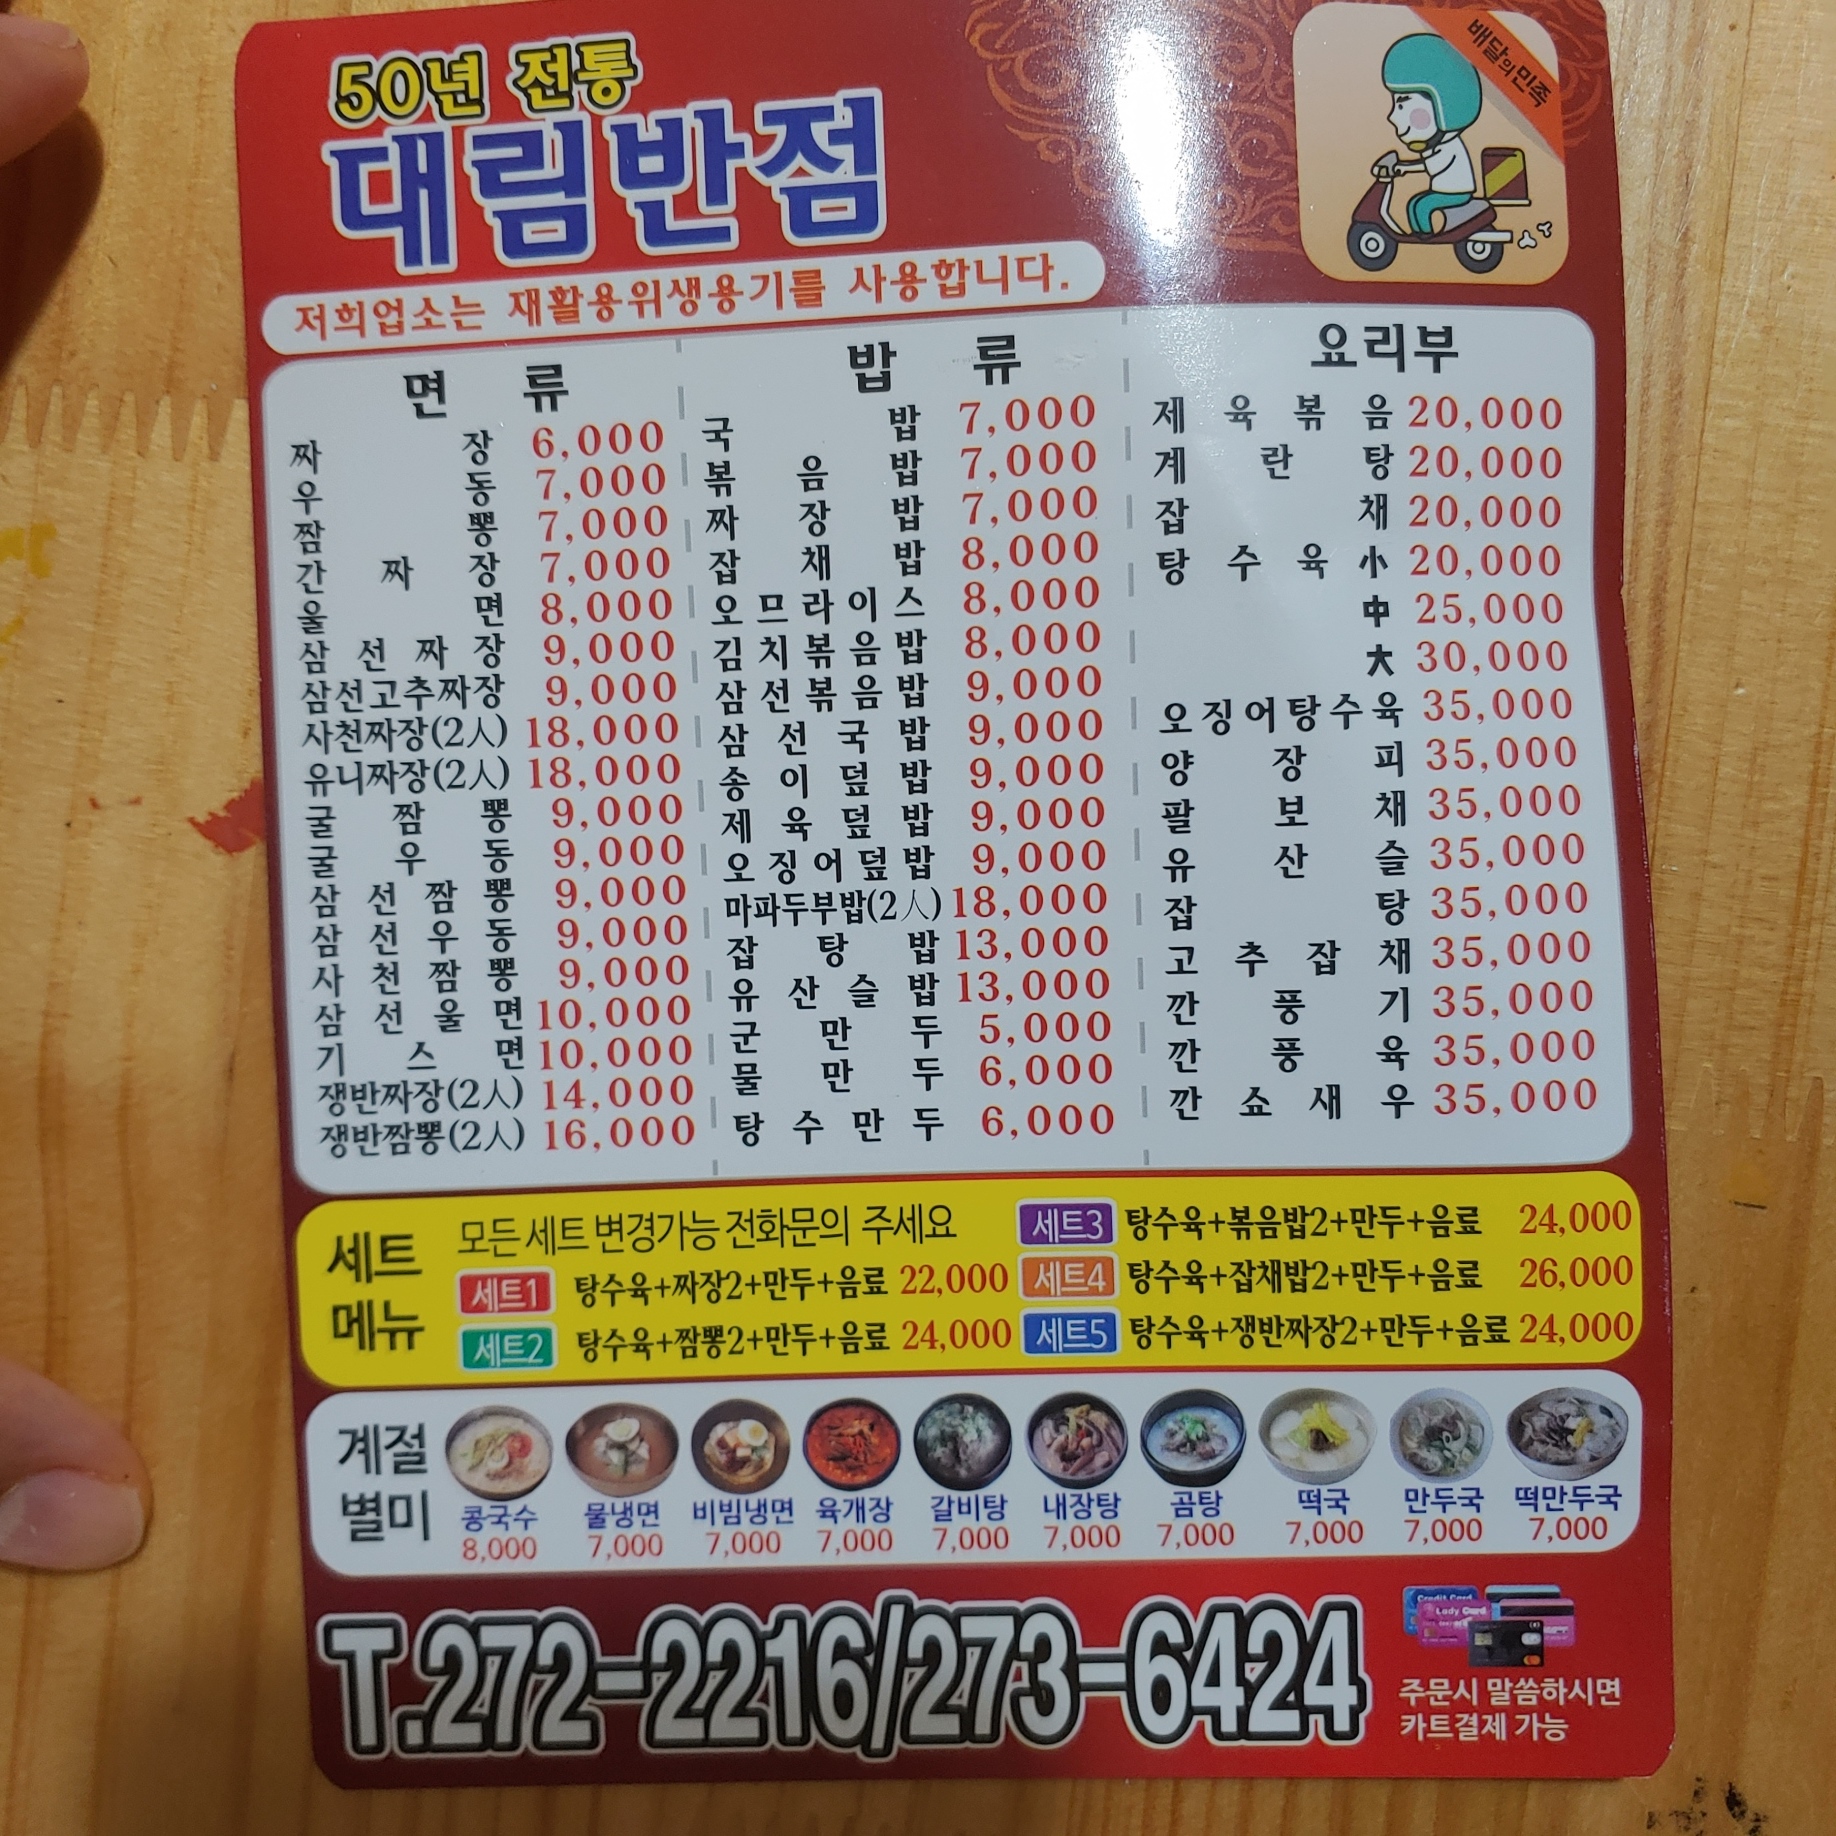 50년 전통
대림반점
배달의민족
저희업소는 재활용위생용기를 사용합니다.
면 류
짜장 6,000
우동 7,000
짬뽕 7,000
간짜장 7,000
울면 8,000
삼선짜장 9,000
삼선고추짜장 9,000
사천짜장(2人) 18,000
유니짜장(2人) 18,000
굴짬뽕 9,000
굴우동 9,000
삼선짬뽕 9,000
삼선우동 9,000
사천짬뽕 9,000
삼선울면 10,000
기스면 10,000
쟁반짜장(2人) 14,000
쟁반짬뽕(2人) 16,000
밥 류
국밥 7,000
볶음밥 7,000
짜장밥 7,000
잡채밥 8,000
오므라이스 8,000
김치볶음밥 8,000
삼선볶음밥 9,000
삼선국밥 9,000
송이덮밥 9,000
제육덮밥 9,000
오징어덮밥 9,000
마파두부밥(2人) 18,000
잡탕밥 13,000
유산슬밥 13,000
군만두 5,000
물만두 6,000
탕수만두 6,000
요리부
제육볶음 20,000
계란탕 20,000
잡채 20,000
탕수육小 20,000
中 25,000
大 30,000
오징어탕수육 35,000
양장피 35,000
팔보채 35,000
유산슬 35,000
잡탕 35,000
고추잡채 35,000
깐풍기 35,000
깐풍육 35,000
깐쇼새우 35,000
세트
메뉴
모든 세트 변경가능 전화문의 주세요
세트1 탕수육+짜장2+만두+음료 22,000
세트2 탕수육+짬뽕2+만두+음료 24,000
세트3 탕수육+볶음밥2+만두+음료 24,000
세트4 탕수육+잡채밥2+만두+음료 26,000
세트5 탕수육+쟁반짜장2+만두+음료 24,000
계절
별미
콩국수 물냉면 비빔냉면 육개장 갈비탕 내장탕 곰탕 떡국 만두국 떡만두국
8,000 7,000 7,000 7,000 7,000 7,000 7,000 7,000 7,000 7,000
T.272-2216/273-6424
Credit Card
Lady Card
주문시 말씀하시면
카트결제 가능